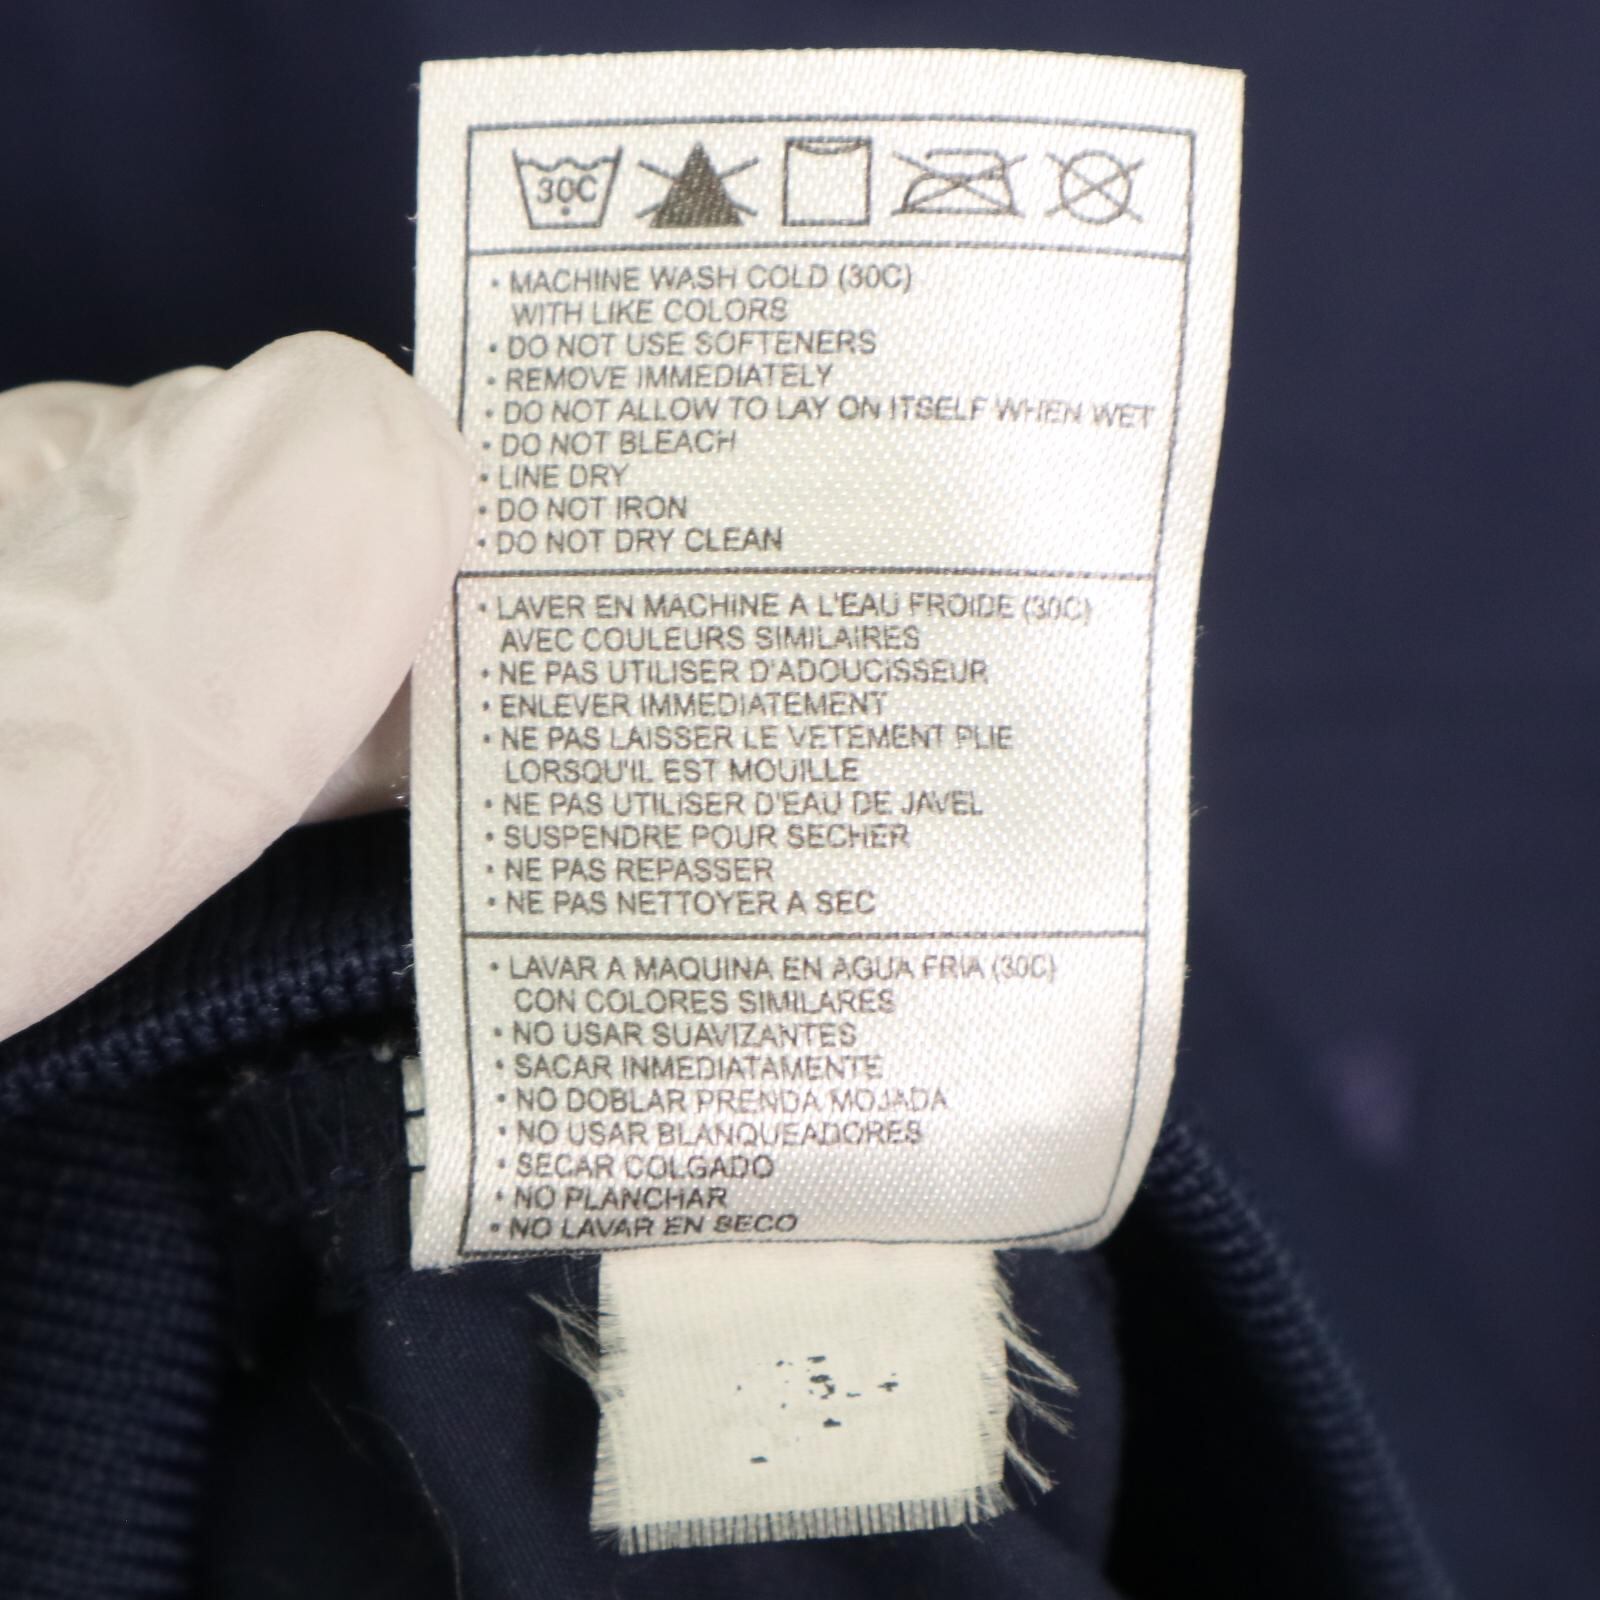 30C
• MACHINE WASH COLD (30C)
WITH LIKE COLORS
• DO NOT USE SOFTENERS
• REMOVE IMMEDIATELY
• DO NOT ALLOW TO LAY ON ITSELF WHEN WET
• DO NOT BLEACH
• LINE DRY
• DO NOT IRON
• DO NOT DRY CLEAN
• LAVER EN MACHINE A L'EAU FROIDE (30C)
AVEC COULEURS SIMILAIRES
• NE PAS UTILISER D'ADOUCISSEUR
• ENLEVER IMMEDIATEMENT
• NE PAS LAISSER LE VETEMENT PLIE
LORSQU'IL EST MOUILLE
• NE PAS UTILISER D'EAU DE JAVEL
• SUSPENDRE POUR SECHER
• NE PAS REPASSER
• NE PAS NETTOYER A SEC
• LAVAR A MAQUINA EN AGUA FRIA (30C)
CON COLORES SIMILARES
• NO USAR SUAVIZANTES
• SACAR INMEDIATAMENTE
• NO DOBLAR PRENDA MOJADA
• NO USAR BLANQUEADORES
• SECAR COLGADO
• NO PLANCHAR
• NO LAVAR EN SECO